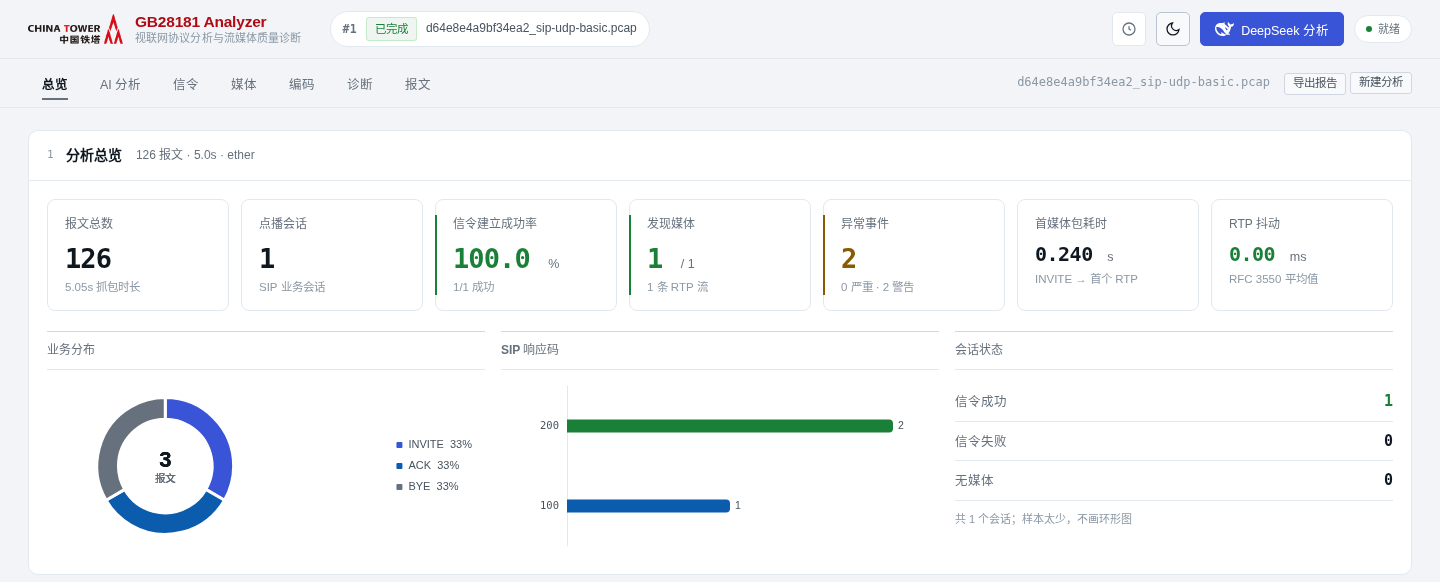 CHINA TOWER
中国铁塔
GB28181 Analyzer
视联网协议分析与流媒体质量诊断
#1 已完成 d64e8e4a9bf34ea2_sip-udp-basic.pcap
DeepSeek 分析
就绪
总览 AI 分析 信令 媒体 编码 诊断 报文
d64e8e4a9bf34ea2_sip-udp-basic.pcap 导出报告 新建分析
1 分析总览 126 报文 · 5.0s · ether
报文总数
126
5.05s 抓包时长
点播会话
1
SIP 业务会话
信令建立成功率
100.0 %
1/1 成功
发现媒体
1 / 1
1 条 RTP 流
异常事件
2
0 严重 · 2 警告
首媒体包耗时
0.240 s
INVITE → 首个 RTP
RTP 抖动
0.00 ms
RFC 3550 平均值
业务分布
3
报文
INVITE 33%
ACK 33%
BYE 33%
SIP 响应码
200 2
100 1
会话状态
信令成功 1
信令失败 0
无媒体 0
共 1 个会话；样本太少，不画环形图